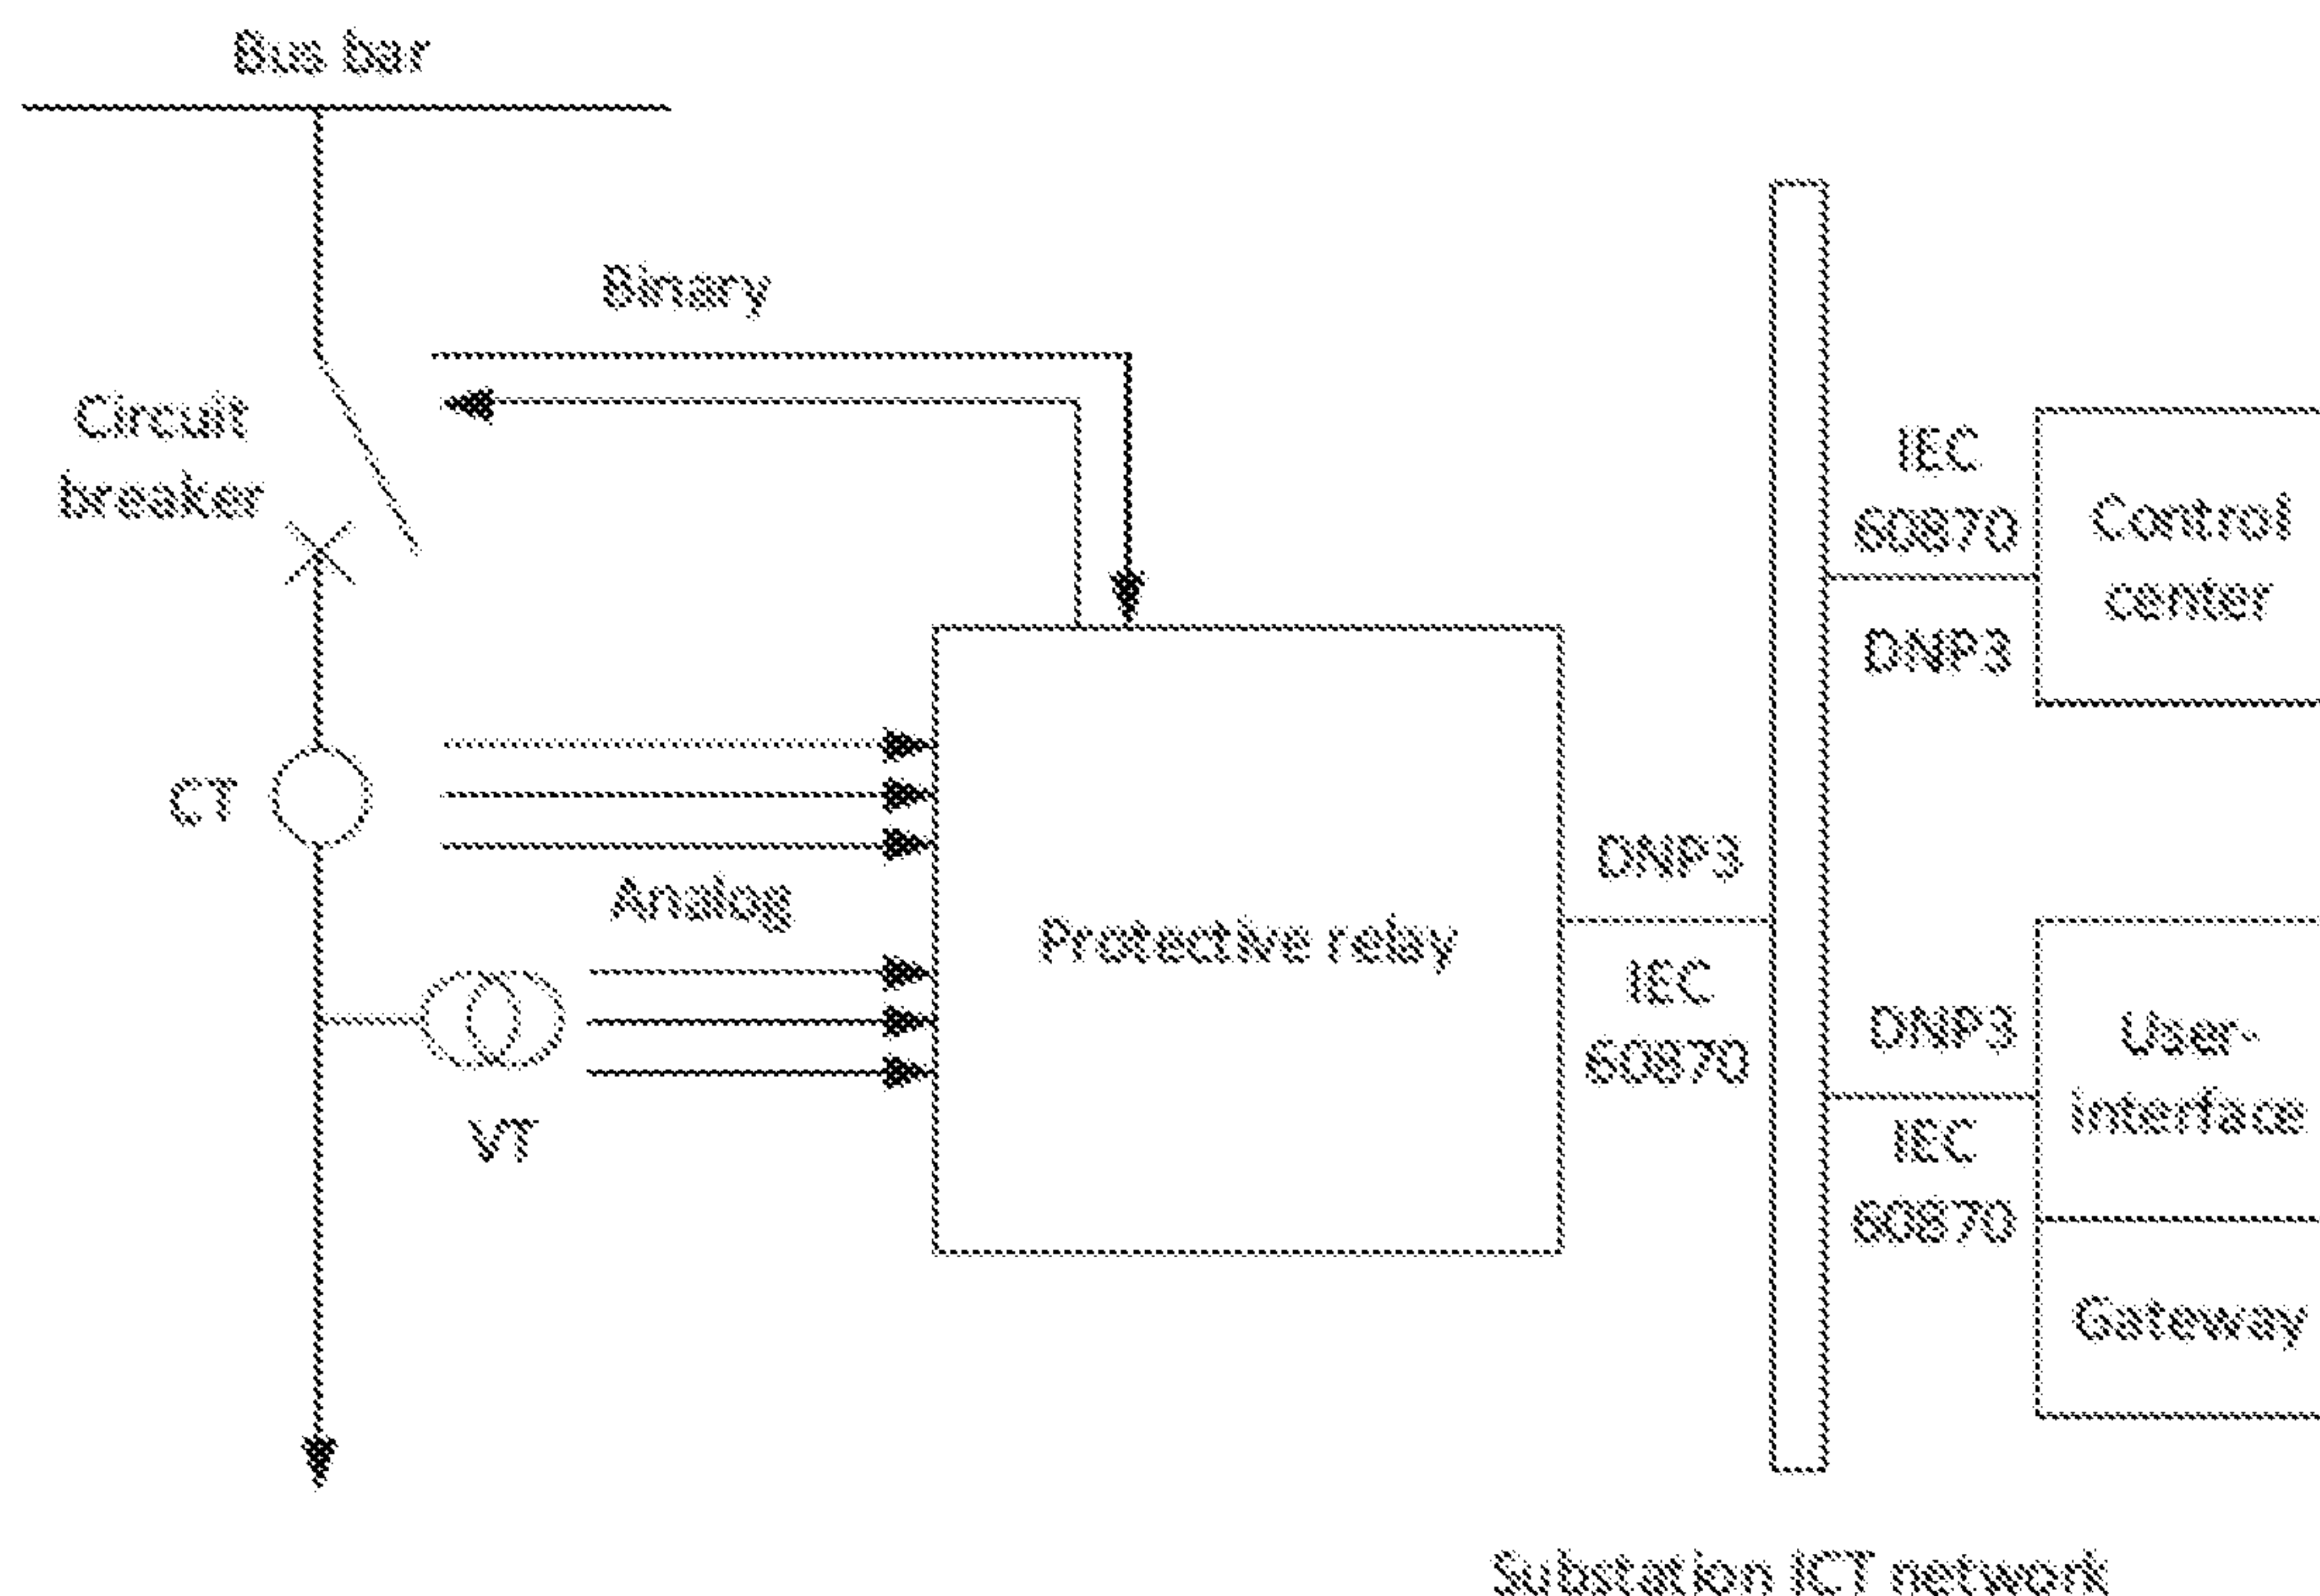 Bus bar
Binary
Circuit
breaker
IEC
60870
DNP3
Control
center
CT
Analog
Protective relay
DNP3
IEC
60870
VT
DNP3
IEC
60870
User-
interface
Gateway
Substation ICT network